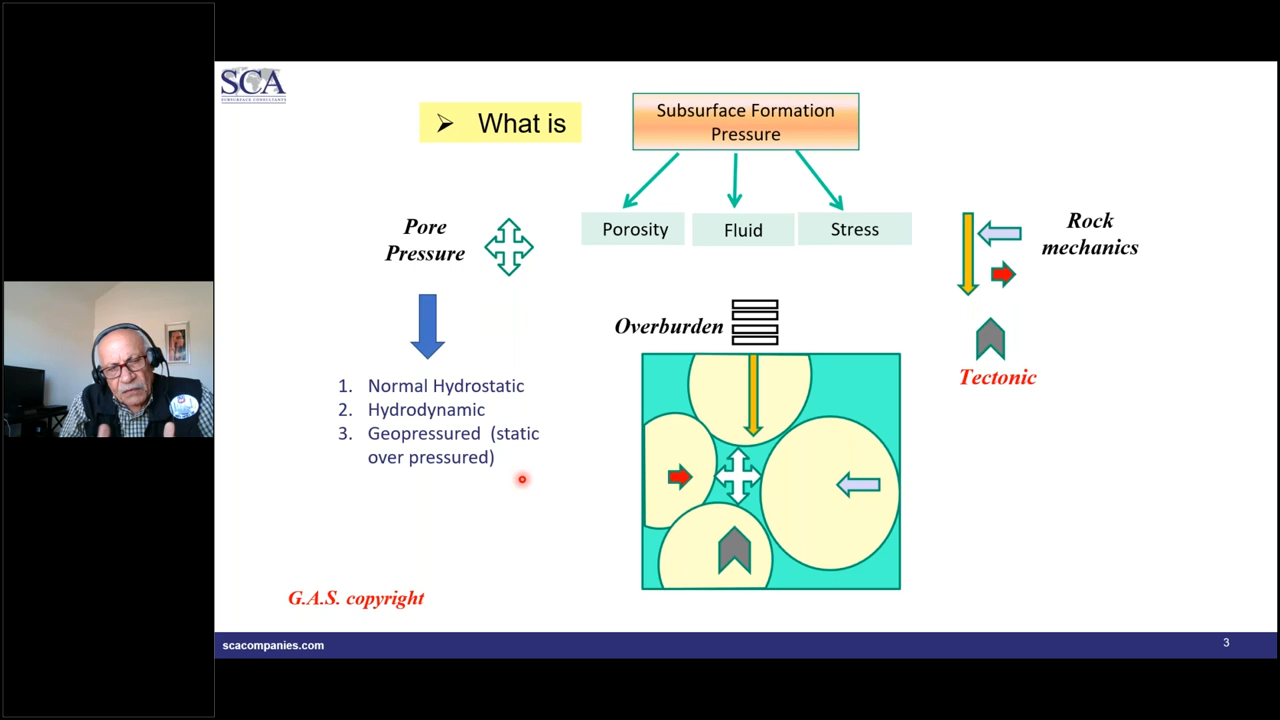 SCA
SUBSURFACE CONSULTANTS
➢ What is
Subsurface Formation
Pressure
Porosity
Fluid
Stress
Pore
Pressure
Rock
mechanics
Overburden
Tectonic
1. Normal Hydrostatic
2. Hydrodynamic
3. Geopressured (static
over pressured)
G.A.S. copyright
scacompanies.com
3